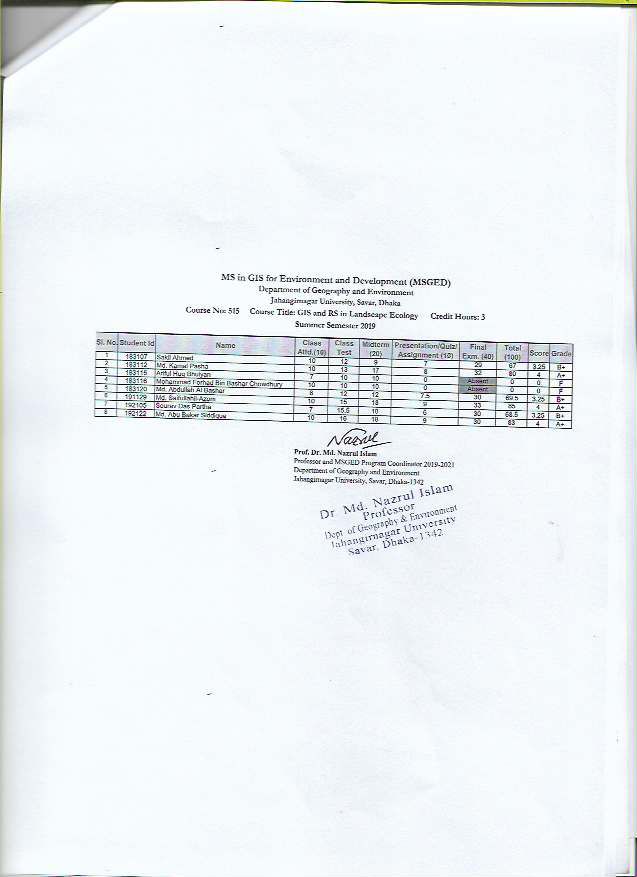 MS in GIS for Environment and Development (MSGED)
Department of Geography and Environment
Jahangirnagar University, Savar, Dhaka
Course No: 515 Course Title: GIS and RS in Landscape Ecology Credit Hours: 3
Summer Semester 2019
Sl. No. Student Id Name Class Attd.(10) Class Test Midterm (20) Presentation/Quiz/ Assignment (10) Final Exam. (40) Total (100) Score Grade
1 183107 Sakil Ahmed 10 12 9 7 29 67 3.25 B+
2 183112 Md. Kamal Pasha 10 13 17 8 32 80 4 A+
3 183115 Ariful Huq Bhuiyan 7 10 10 0 Absent 0 0 F
4 183116 Mohammed Forhad Bin Bashar Chowdhury 10 10 10 0 Absent 0 0 F
5 183120 Md. Abdullah Al Bashar 8 12 12 7.5 30 69.5 3.25 B+
6 191129 Md. Saifullahil Azom 10 15 18 9 33 85 4 A+
7 192105 Sourav Das Partha 7 15.5 10 6 30 68.5 3.25 B+
8 192122 Md. Abu Bakar Siddique 10 16 18 9 30 83 4 A+
Nazrul
Prof. Dr. Md. Nazrul Islam
Professor and MSGED Program Coordinator 2019-2021
Department of Geography and Environment
Jahangirnagar University, Savar, Dhaka-1342
Dr Md. Nazrul Islam
Professor
Dept of Geography & Environment
Jahangirnagar University
Savar, Dhaka-1342